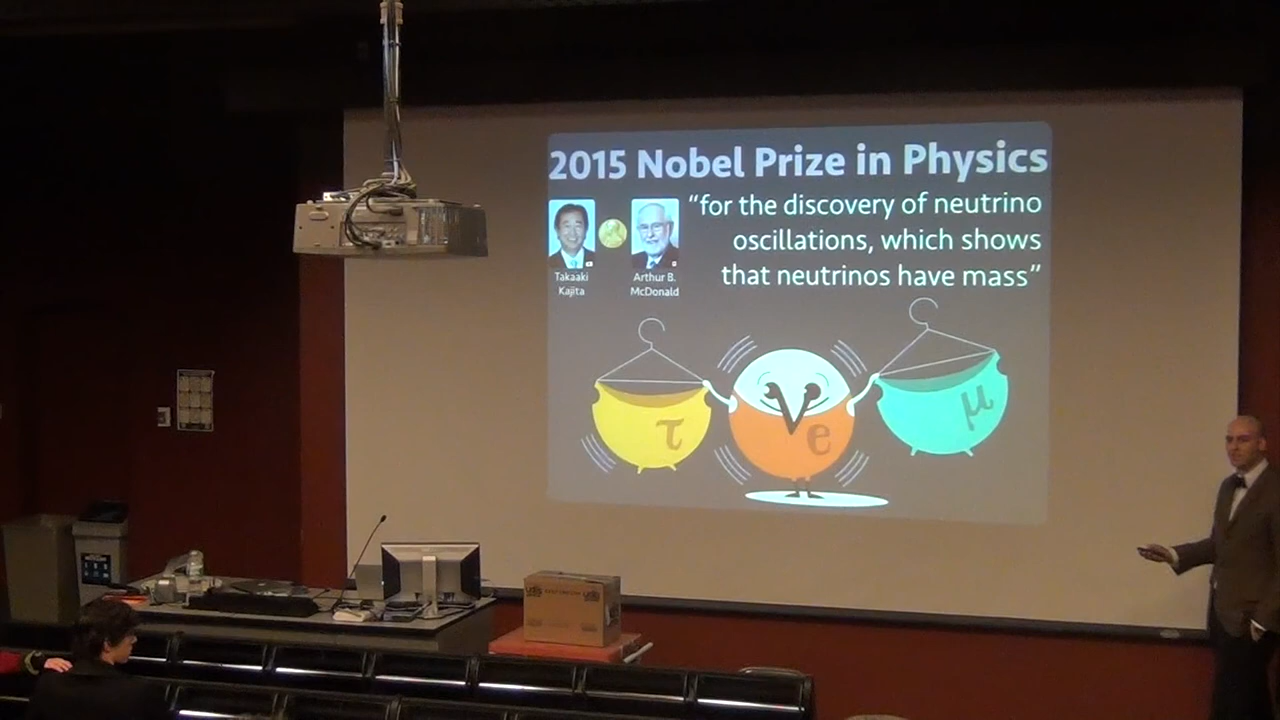 2015 Nobel Prize in Physics
"for the discovery of neutrino
oscillations, which shows
that neutrinos have mass"
Takaaki
Kajita
Arthur B.
McDonald
τ
ν
e
μ